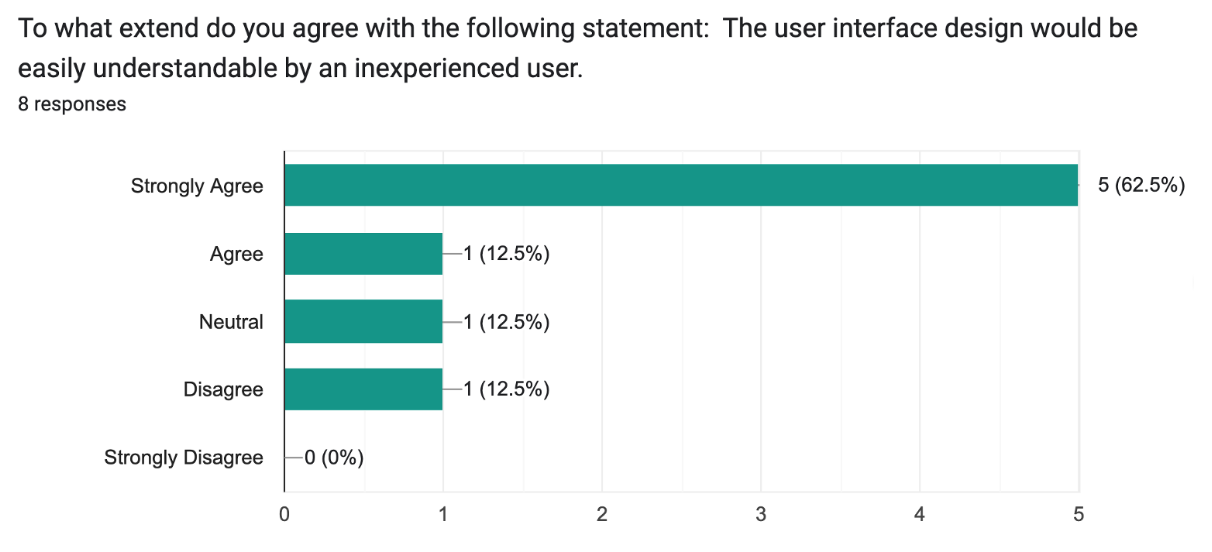 To what extend do you agree with the following statement:  The user interface design would be
easily understandable by an inexperienced user.
8 responses
Strongly Agree 5 (62.5%)
Agree 1 (12.5%)
Neutral 1 (12.5%)
Disagree 1 (12.5%)
Strongly Disagree 0 (0%)
0 1 2 3 4 5